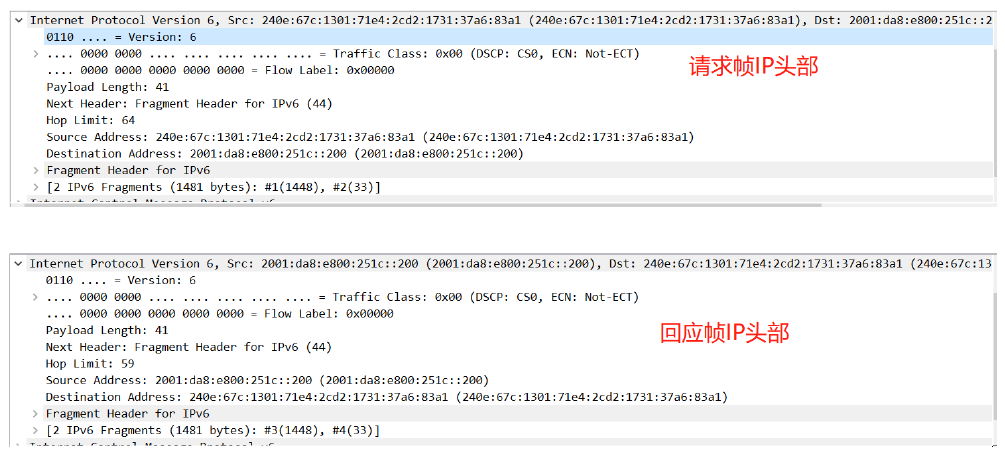 Internet Protocol Version 6, Src: 240e:67c:1301:71e4:2cd2:1731:37a6:83a1 (240e:67c:1301:71e4:2cd2:1731:37a6:83a1), Dst: 2001:da8:e800:251c::2
0110 .... = Version: 6
.... 0000 0000 .... .... .... .... .... = Traffic Class: 0x00 (DSCP: CS0, ECN: Not-ECT)
.... 0000 0000 0000 0000 0000 = Flow Label: 0x00000
请求帧IP头部
Payload Length: 41
Next Header: Fragment Header for IPv6 (44)
Hop Limit: 64
Source Address: 240e:67c:1301:71e4:2cd2:1731:37a6:83a1 (240e:67c:1301:71e4:2cd2:1731:37a6:83a1)
Destination Address: 2001:da8:e800:251c::200 (2001:da8:e800:251c::200)
Fragment Header for IPv6
[2 IPv6 Fragments (1481 bytes): #1(1448), #2(33)]
Internet Protocol Version 6, Src: 2001:da8:e800:251c::200 (2001:da8:e800:251c::200), Dst: 240e:67c:1301:71e4:2cd2:1731:37a6:83a1 (240e:67c:13
0110 .... = Version: 6
.... 0000 0000 .... .... .... .... .... = Traffic Class: 0x00 (DSCP: CS0, ECN: Not-ECT)
.... 0000 0000 0000 0000 0000 = Flow Label: 0x00000
Payload Length: 41
回应帧IP头部
Next Header: Fragment Header for IPv6 (44)
Hop Limit: 59
Source Address: 2001:da8:e800:251c::200 (2001:da8:e800:251c::200)
Destination Address: 240e:67c:1301:71e4:2cd2:1731:37a6:83a1 (240e:67c:1301:71e4:2cd2:1731:37a6:83a1)
Fragment Header for IPv6
[2 IPv6 Fragments (1481 bytes): #3(1448), #4(33)]